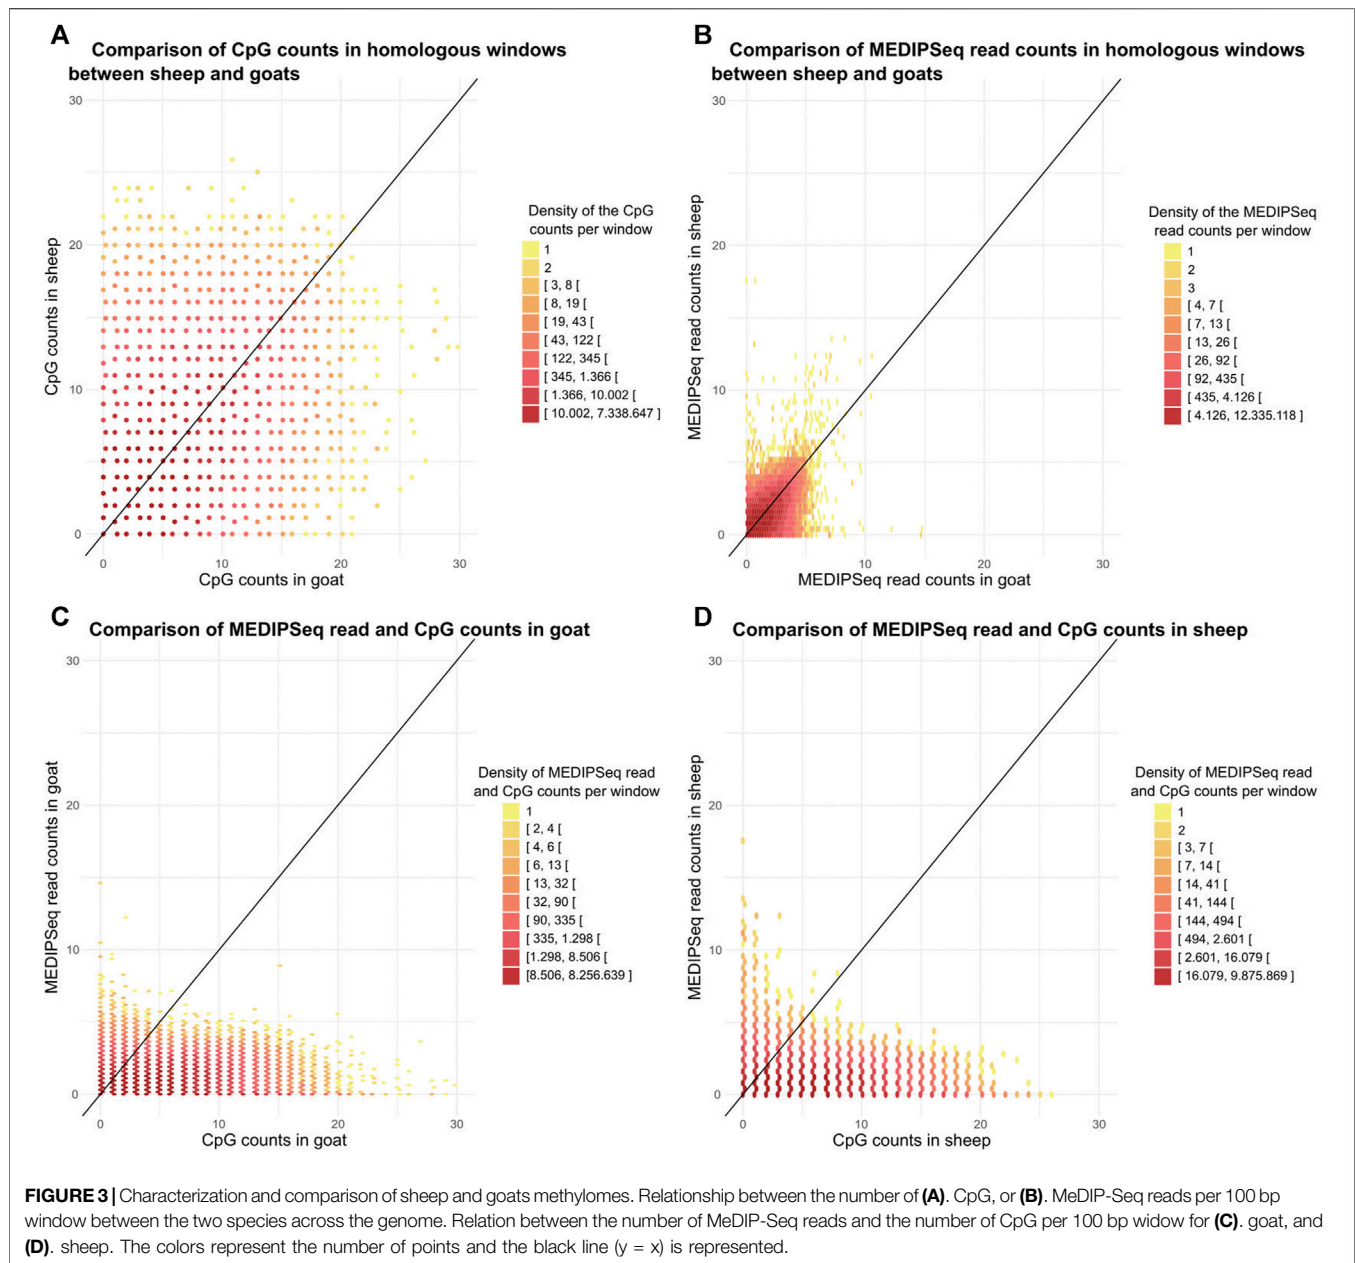 A
Comparison of CpG counts in homologous windows
between sheep and goats
30
20
10
0
CpG counts in sheep
0 10 20 30
CpG counts in goat
Density of the CpG
counts per window
1
2
[ 3, 8 [
[ 8, 19 [
[ 19, 43 [
[ 43, 122 [
[ 122, 345 [
[ 345, 1.366 [
[ 1.366, 10.002 [
[ 10.002, 7.338.647 ]
B
Comparison of MEDIPSeq read counts in homologous windows
between sheep and goats
30
20
10
0
MEDIPSeq read counts in sheep
0 10 20 30
MEDIPSeq read counts in goat
Density of the MEDIPSeq
read counts per window
1
2
3
[ 4, 7 [
[ 7, 13 [
[ 13, 26 [
[ 26, 92 [
[ 92, 435 [
[ 435, 4.126 [
[ 4.126, 12.335.118 ]
C
Comparison of MEDIPSeq read and CpG counts in goat
30
20
10
0
MEDIPSeq read counts in goat
0 10 20 30
CpG counts in goat
Density of MEDIPSeq read
and CpG counts per window
1
[ 2, 4 [
[ 4, 6 [
[ 6, 13 [
[ 13, 32 [
[ 32, 90 [
[ 90, 335 [
[ 335, 1.298 [
[1.298, 8.506 [
[8.506, 8.256.639 ]
D
Comparison of MEDIPSeq read and CpG counts in sheep
30
20
10
0
MEDIPSeq read counts in sheep
0 10 20 30
CpG counts in sheep
Density of MEDIPSeq read
and CpG counts per window
1
2
[ 3, 7 [
[ 7, 14 [
[ 14, 41 [
[ 41, 144 [
[ 144, 494 [
[ 494, 2.601 [
[ 2.601, 16.079 [
[ 16.079, 9.875.869 ]
FIGURE 3 | Characterization and comparison of sheep and goats methylomes. Relationship between the number of (A). CpG, or (B). MeDIP-Seq reads per 100 bp
window between the two species across the genome. Relation between the number of MeDIP-Seq reads and the number of CpG per 100 bp widow for (C). goat, and
(D). sheep. The colors represent the number of points and the black line (y = x) is represented.